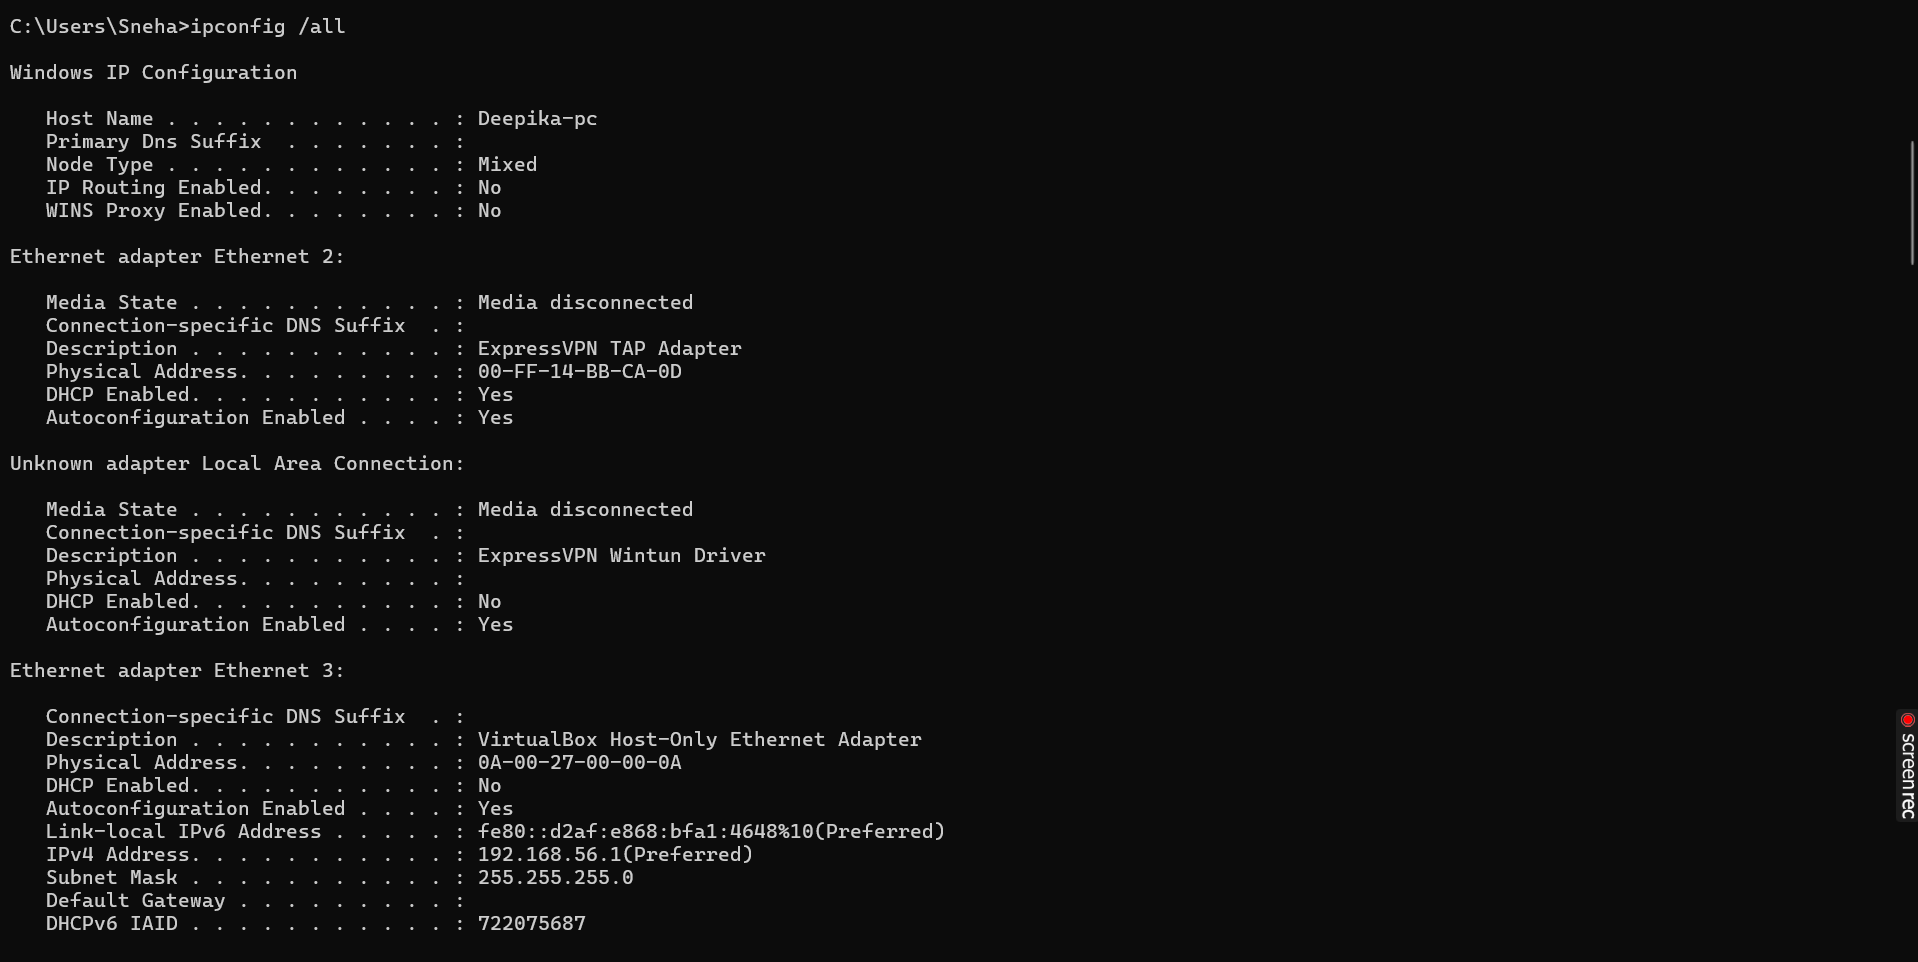 C:\Users\Sneha>ipconfig /all
Windows IP Configuration
Host Name . . . . . . . . . . . . : Deepika-pc
Primary Dns Suffix  . . . . . . . :
Node Type . . . . . . . . . . . . : Mixed
IP Routing Enabled. . . . . . . . : No
WINS Proxy Enabled. . . . . . . . : No
Ethernet adapter Ethernet 2:
Media State . . . . . . . . . . . : Media disconnected
Connection-specific DNS Suffix  . :
Description . . . . . . . . . . . : ExpressVPN TAP Adapter
Physical Address. . . . . . . . . : 00-FF-14-BB-CA-0D
DHCP Enabled. . . . . . . . . . . : Yes
Autoconfiguration Enabled . . . . : Yes
Unknown adapter Local Area Connection:
Media State . . . . . . . . . . . : Media disconnected
Connection-specific DNS Suffix  . :
Description . . . . . . . . . . . : ExpressVPN Wintun Driver
Physical Address. . . . . . . . . :
DHCP Enabled. . . . . . . . . . . : No
Autoconfiguration Enabled . . . . : Yes
Ethernet adapter Ethernet 3:
Connection-specific DNS Suffix  . :
Description . . . . . . . . . . . : VirtualBox Host-Only Ethernet Adapter
Physical Address. . . . . . . . . : 0A-00-27-00-00-0A
DHCP Enabled. . . . . . . . . . . : No
Autoconfiguration Enabled . . . . : Yes
Link-local IPv6 Address . . . . . : fe80::d2af:e868:bfa1:4648%10(Preferred)
IPv4 Address. . . . . . . . . . . : 192.168.56.1(Preferred)
Subnet Mask . . . . . . . . . . . : 255.255.255.0
Default Gateway . . . . . . . . . :
DHCPv6 IAID . . . . . . . . . . . : 722075687
screenrec